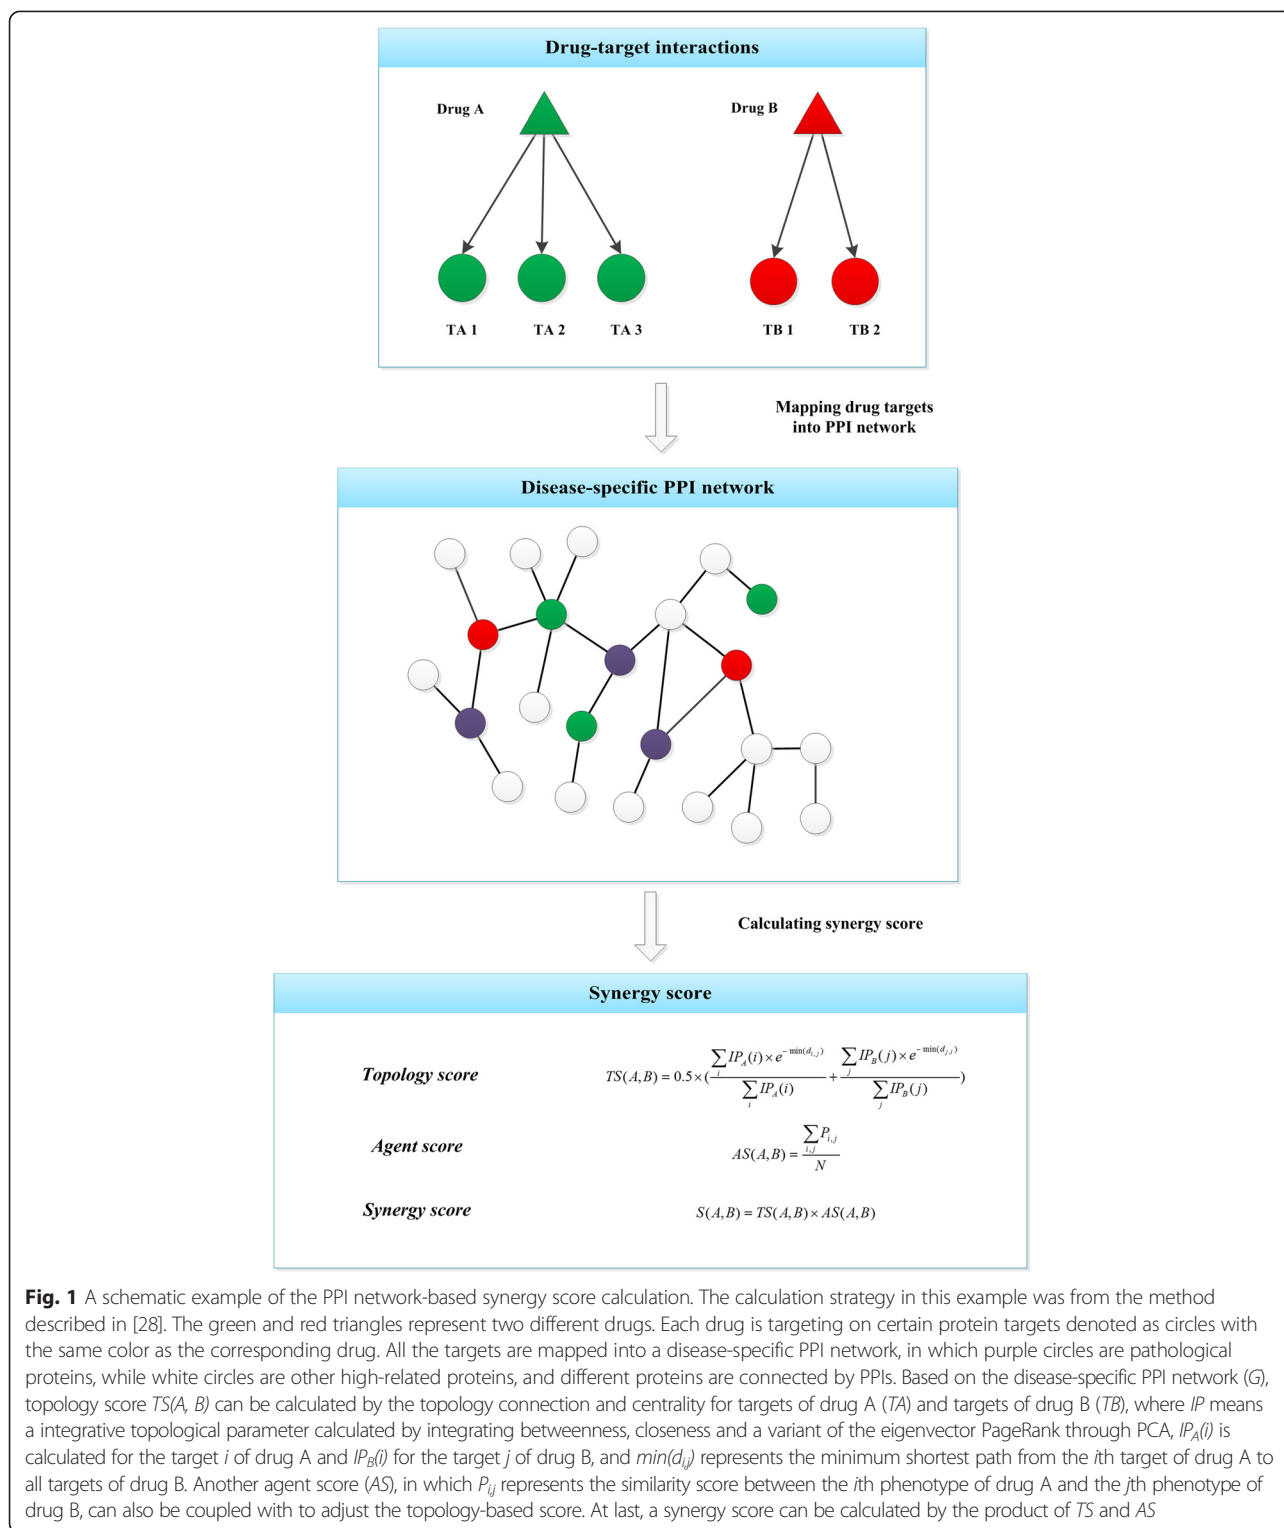 Drug-target interactions
Drug A
Drug B
TA 1
TA 2
TA 3
TB 1
TB 2
Mapping drug targets
into PPI network
Disease-specific PPI network
Calculating synergy score
Synergy score
Topology score
TS(A,B) = 0.5×(∑_i IP_A(i)×e^{−min(d_{i,j})} / ∑_i IP_A(i) + ∑_j IP_B(j)×e^{−min(d_{j,i})} / ∑_j IP_B(j))
Agent score
AS(A,B) = ∑_{i,j} P_{i,j} / N
Synergy score
S(A,B) = TS(A,B)×AS(A,B)
Fig. 1 A schematic example of the PPI network-based synergy score calculation. The calculation strategy in this example was from the method
described in [28]. The green and red triangles represent two different drugs. Each drug is targeting on certain protein targets denoted as circles with
the same color as the corresponding drug. All the targets are mapped into a disease-specific PPI network, in which purple circles are pathological
proteins, while white circles are other high-related proteins, and different proteins are connected by PPIs. Based on the disease-specific PPI network (G),
topology score TS(A, B) can be calculated by the topology connection and centrality for targets of drug A (TA) and targets of drug B (TB), where IP means
a integrative topological parameter calculated by integrating betweenness, closeness and a variant of the eigenvector PageRank through PCA, IP_A(i) is
calculated for the target i of drug A and IP_B(i) for the target j of drug B, and min(d_{i,j}) represents the minimum shortest path from the ith target of drug A to
all targets of drug B. Another agent score (AS), in which P_{i,j} represents the similarity score between the ith phenotype of drug A and the jth phenotype of
drug B, can also be coupled with to adjust the topology-based score. At last, a synergy score can be calculated by the product of TS and AS